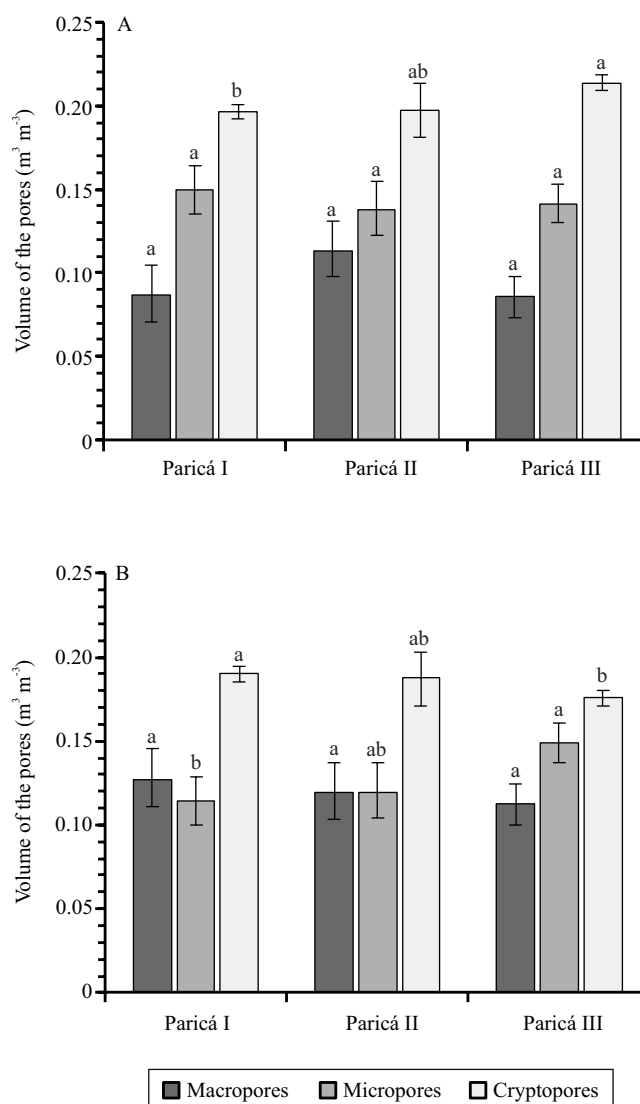 A
Volume of the pores (m³ m⁻³)
0.25
0.20
0.15
0.10
0.05
0
a
a
b
a
a
ab
a
a
a
Paricá I
Paricá II
Paricá III
B
Volume of the pores (m³ m⁻³)
0.25
0.20
0.15
0.10
0.05
0
a
b
a
a
ab
ab
a
a
b
Paricá I
Paricá II
Paricá III
Macropores
Micropores
Cryptopores